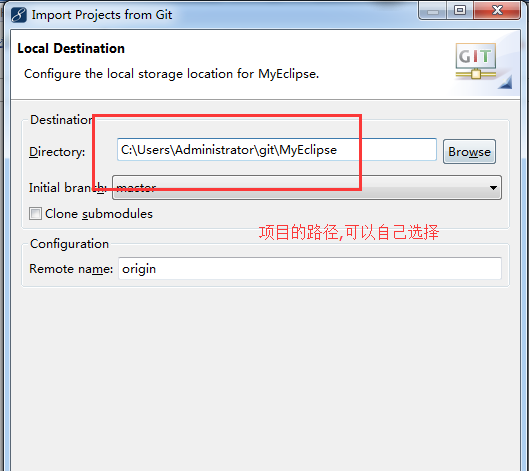 Import Projects from Git
Local Destination
Configure the local storage location for MyEclipse.
GIT
Destination
Directory: C:\Users\Administrator\git\MyEclipse Browse
Initial branch: master
Clone submodules
项目的路径,可以自己选择
Configuration
Remote name: origin